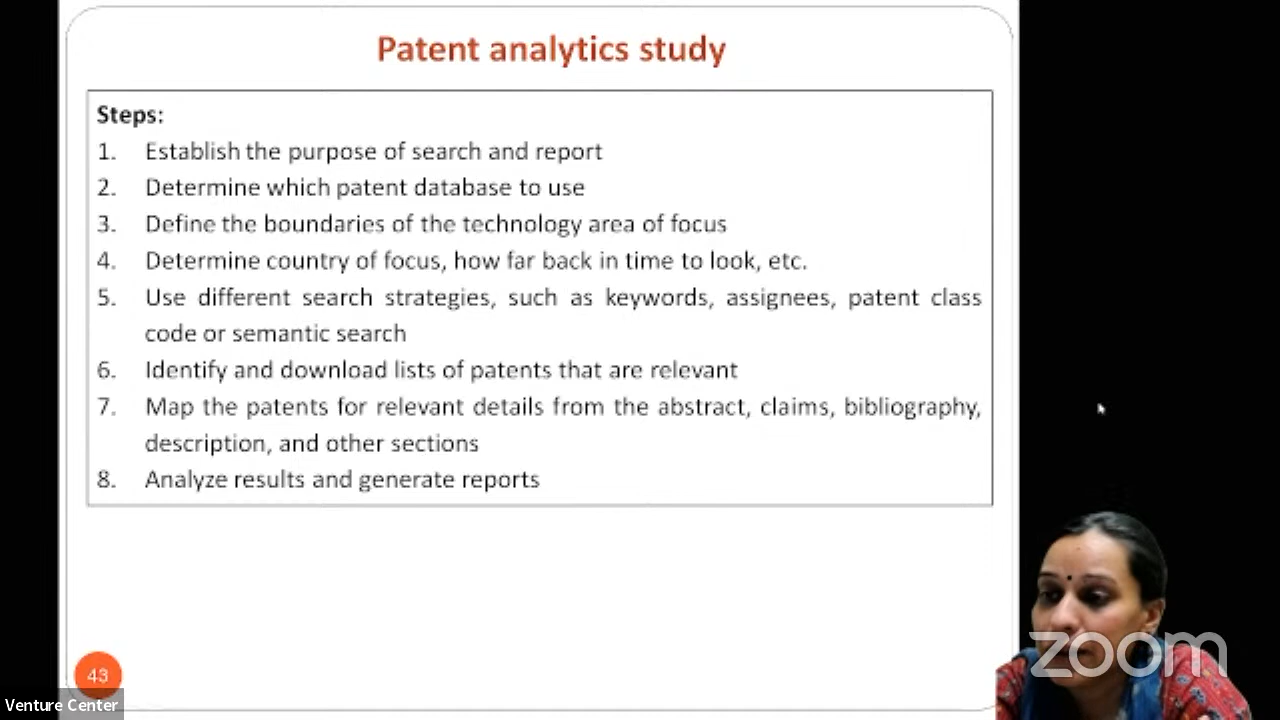 Patent analytics study
Steps:
1. Establish the purpose of search and report
2. Determine which patent database to use
3. Define the boundaries of the technology area of focus
4. Determine country of focus, how far back in time to look, etc.
5. Use different search strategies, such as keywords, assignees, patent class
code or semantic search
6. Identify and download lists of patents that are relevant
7. Map the patents for relevant details from the abstract, claims, bibliography,
description, and other sections
8. Analyze results and generate reports
43
Venture Center
zoom